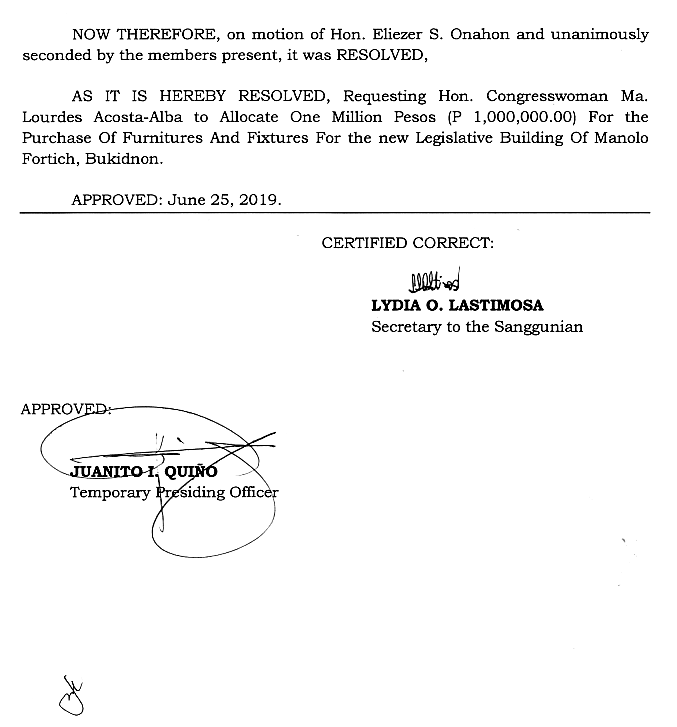 NOW THEREFORE, on motion of Hon. Eliezer S. Onahon and unanimously
seconded by the members present, it was RESOLVED,
AS IT IS HEREBY RESOLVED, Requesting Hon. Congresswoman Ma.
Lourdes Acosta-Alba to Allocate One Million Pesos (P 1,000,000.00) For the
Purchase Of Furnitures And Fixtures For the new Legislative Building Of Manolo
Fortich, Bukidnon.
APPROVED: June 25, 2019.
CERTIFIED CORRECT:
LYDIA O. LASTIMOSA
Secretary to the Sanggunian
APPROVED:
JUANITO I. QUIÑO
Temporary Presiding Officer